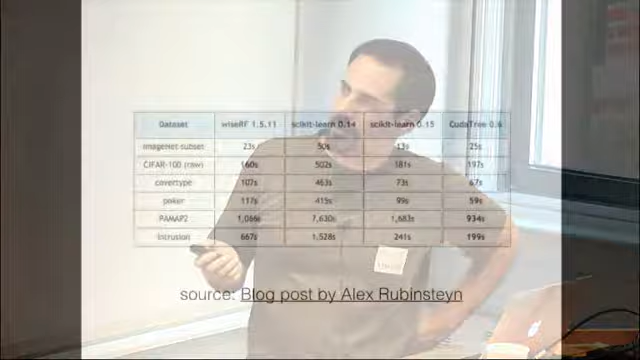 Dataset wiseRF 1.5.11 scikit-learn 0.14 scikit-learn 0.15 CudaTree 0.6
ImageNet subset 23s 50s 13s 25s
CIFAR-100 (raw) 160s 502s 181s 197s
covertype 107s 463s 73s 67s
poker 117s 415s 99s 59s
PAMAP2 1,066s 7,630s 1,683s 934s
intrusion 667s 1,528s 241s 199s
source: Blog post by Alex Rubinsteyn